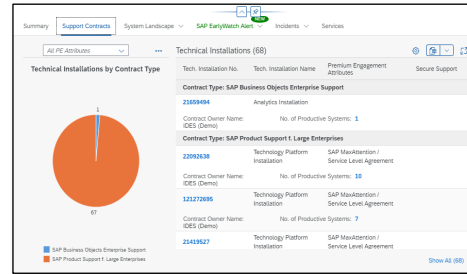 Summary Support Contracts System Landscape SAP EarlyWatch Alert Incidents Services
NEW
All PE Attributes
Technical Installations by Contract Type
1
67
SAP Business Objects Enterprise Support
SAP Product Support f. Large Enterprises
Technical Installations (68)
Tech. Installation No. Tech. Installation Name Premium Engagement Attributes Secure Support
Contract Type: SAP Business Objects Enterprise Support
21659494 Analytics Installation
Contract Owner Name: No. of Productive Systems: 1
IDES (Demo)
Contract Type: SAP Product Support f. Large Enterprises
22092638 Technology Platform Installation SAP MaxAttention / Service Level Agreement
Contract Owner Name: No. of Productive Systems: 10
IDES (Demo)
121272695 Technology Platform Installation SAP MaxAttention / Service Level Agreement
Contract Owner Name: No. of Productive Systems: 7
IDES (Demo)
21419527 Technology Platform Installation SAP MaxAttention / Service Level Agreement
Show All (68)